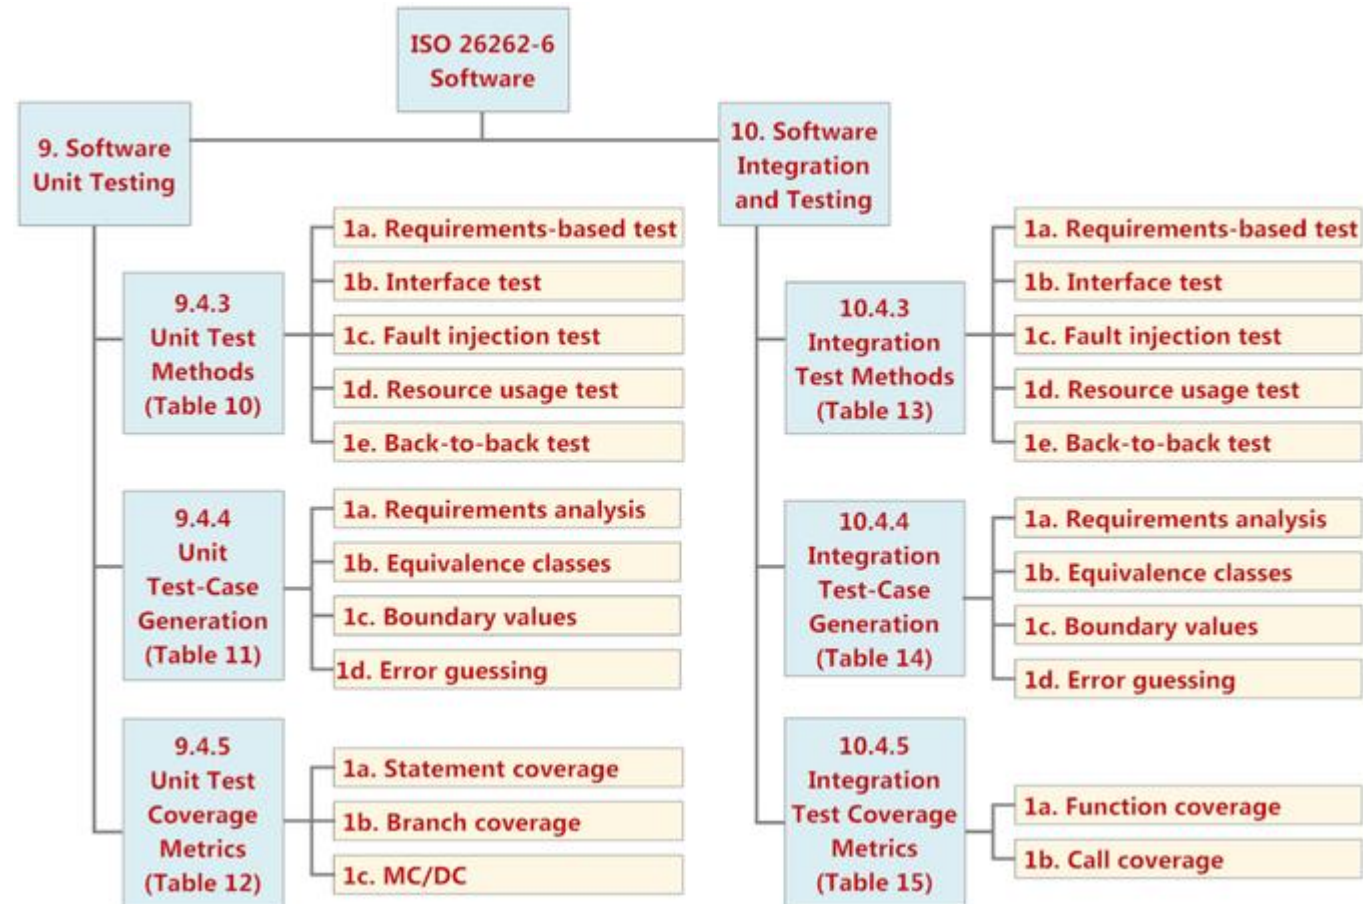 ISO 26262-6
Software
9. Software
Unit Testing
9.4.3
Unit Test
Methods
(Table 10)
1a. Requirements-based test
1b. Interface test
1c. Fault injection test
1d. Resource usage test
1e. Back-to-back test
9.4.4
Unit
Test-Case
Generation
(Table 11)
1a. Requirements analysis
1b. Equivalence classes
1c. Boundary values
1d. Error guessing
9.4.5
Unit Test
Coverage
Metrics
(Table 12)
1a. Statement coverage
1b. Branch coverage
1c. MC/DC
10. Software
Integration
and Testing
10.4.3
Integration
Test Methods
(Table 13)
1a. Requirements-based test
1b. Interface test
1c. Fault injection test
1d. Resource usage test
1e. Back-to-back test
10.4.4
Integration
Test-Case
Generation
(Table 14)
1a. Requirements analysis
1b. Equivalence classes
1c. Boundary values
1d. Error guessing
10.4.5
Integration
Test Coverage
Metrics
(Table 15)
1a. Function coverage
1b. Call coverage